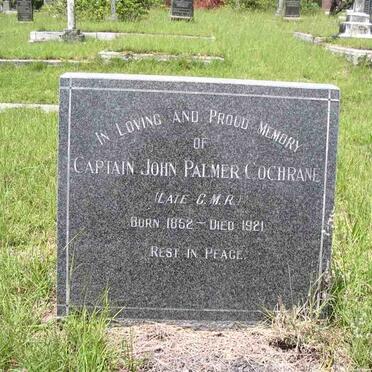 In Loving and Proud Memory
of
Captain John Palmer Cochrane
(Late C.M.R.)
Born 1852 – Died 1921
Rest in Peace